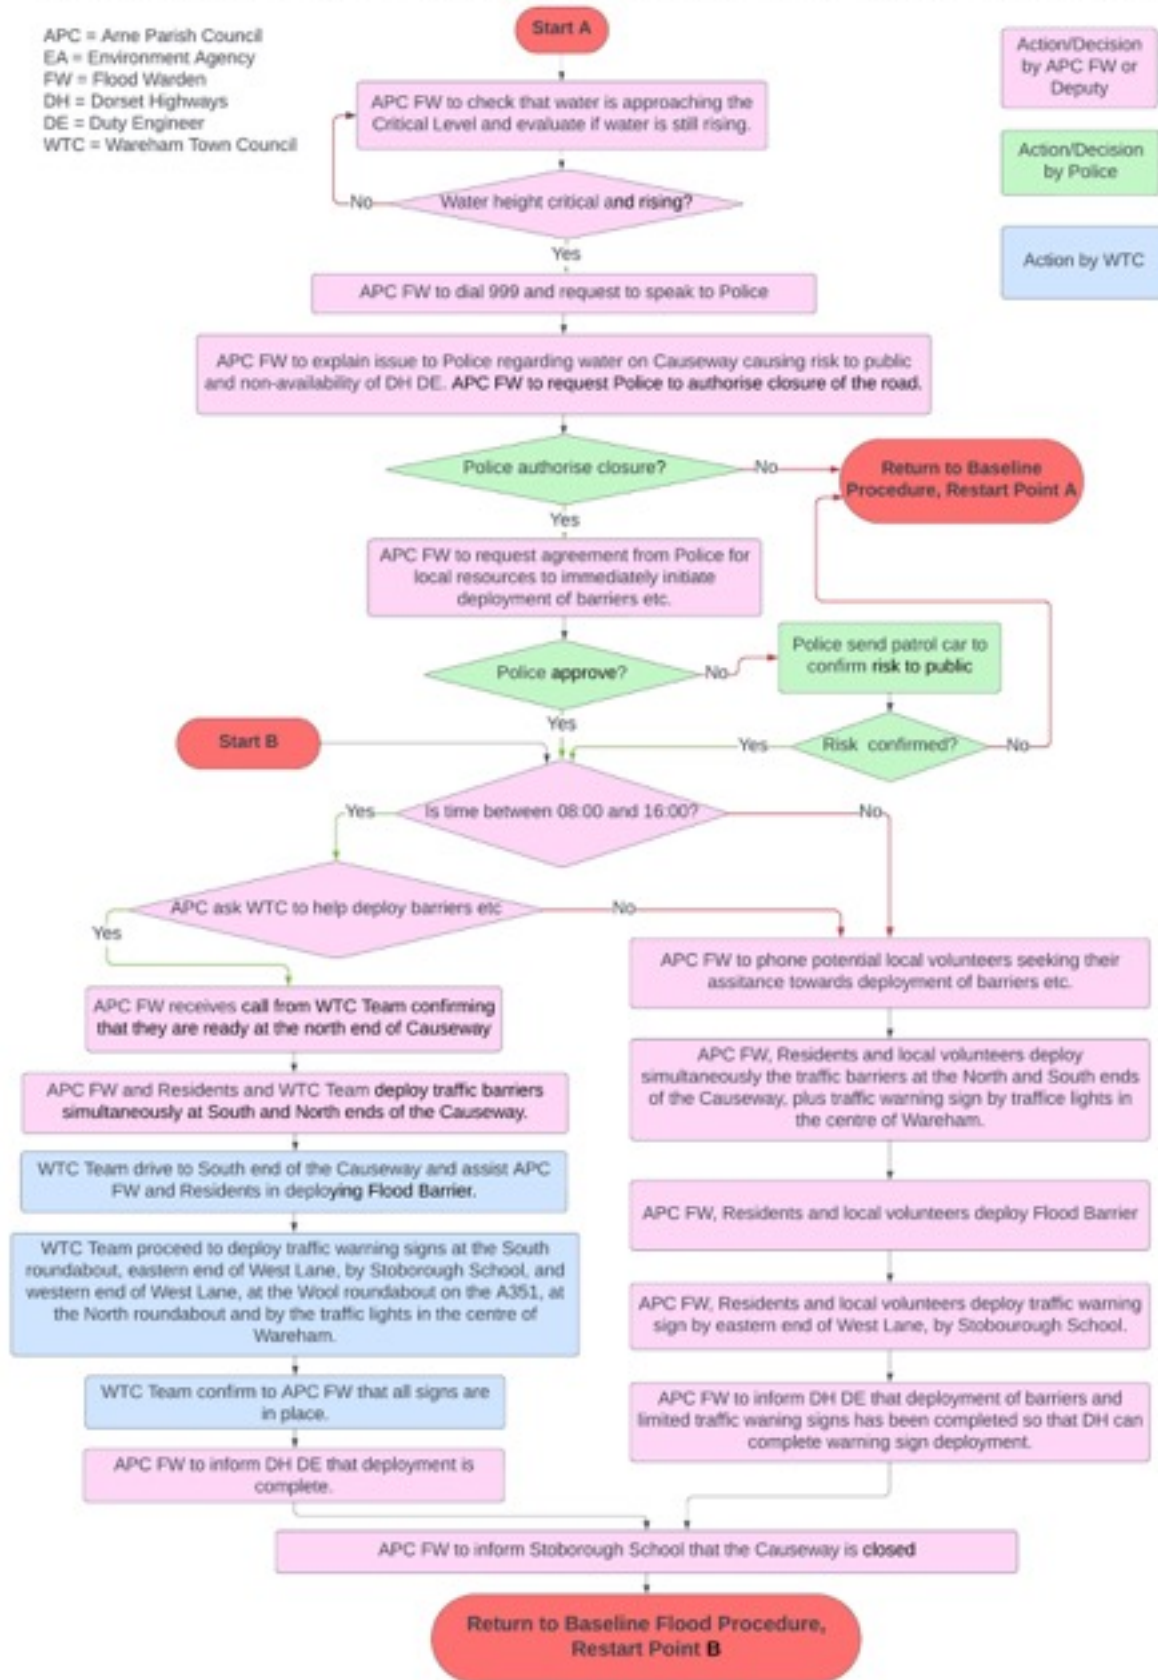 Start A
APC = Arne Parish Council
EA = Environment Agency
FW = Flood Warden
DH = Dorset Highways
DE = Duty Engineer
WTC = Wareham Town Council
Action/Decision
by APC FW or
Deputy
Action/Decision
by Police
Action by WTC
APC FW to check that water is approaching the
Critical Level and evaluate if water is still rising.
No
Water height critical and rising?
Yes
APC FW to dial 999 and request to speak to Police
APC FW to explain issue to Police regarding water on Causeway causing risk to public
and non-availability of DH DE. APC FW to request Police to authorise closure of the road.
Police authorise closure?
No
Return to Baseline
Procedure, Restart Point A
Yes
APC FW to request agreement from Police for
local resources to immediately initiate
deployment of barriers etc.
Police approve?
No
Police send patrol car to
confirm risk to public
Yes
Start B
Yes
Risk confirmed?
No
Is time between 08:00 and 16:00?
Yes
No
APC ask WTC to help deploy barriers etc
No
Yes
APC FW receives call from WTC Team confirming
that they are ready at the north end of Causeway
APC FW and Residents and WTC Team deploy traffic barriers
simultaneously at South and North ends of the Causeway.
WTC Team drive to South end of the Causeway and assist APC
FW and Residents in deploying Flood Barrier.
WTC Team proceed to deploy traffic warning signs at the South
roundabout, eastern end of West Lane, by Stoborough School, and
western end of West Lane, at the Wool roundabout on the A351, at
the North roundabout and by the traffic lights in the centre of
Wareham.
WTC Team confirm to APC FW that all signs are
in place.
APC FW to inform DH DE that deployment is
complete.
APC FW to phone potential local volunteers seeking their
assitance towards deployment of barriers etc.
APC FW, Residents and local volunteers deploy
simultaneously the traffic barriers at the North and South ends
of the Causeway, plus traffic warning sign by traffice lights in
the centre of Wareham.
APC FW, Residents and local volunteers deploy Flood Barrier
APC FW, Residents and local volunteers deploy traffic warning
sign by eastern end of West Lane, by Stobourough School.
APC FW to inform DH DE that deployment of barriers and
limited traffic waning signs has been completed so that DH can
complete warning sign deployment.
APC FW to inform Stoborough School that the Causeway is closed
Return to Baseline Flood Procedure,
Restart Point B